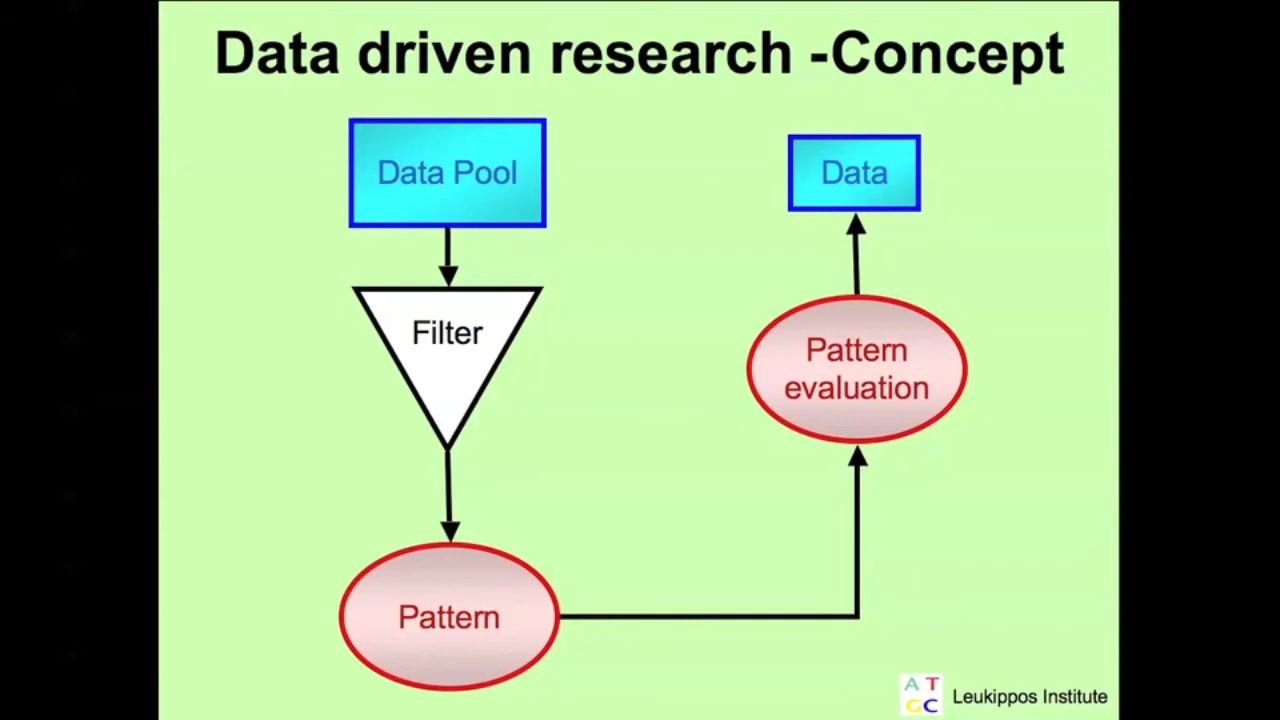 Data driven research -Concept
Data Pool
Filter
Pattern
Data
Pattern
evaluation
A T
G C
Leukippos Institute